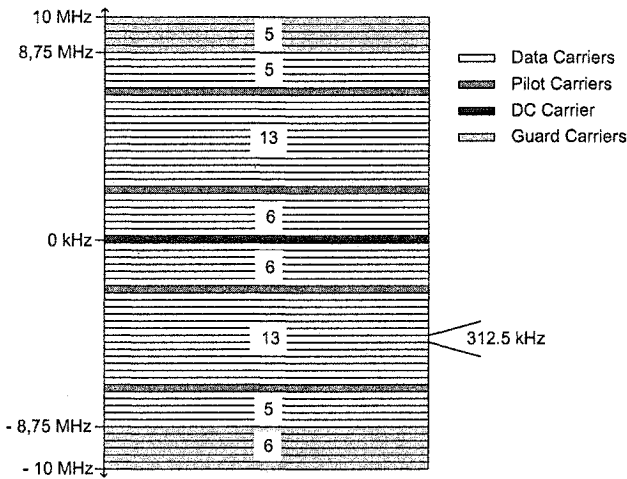 10 MHz
5
8,75 MHz
5
Data Carriers
Pilot Carriers
DC Carrier
Guard Carriers
13
6
0 kHz
6
13
312.5 kHz
5
- 8,75 MHz
6
- 10 MHz